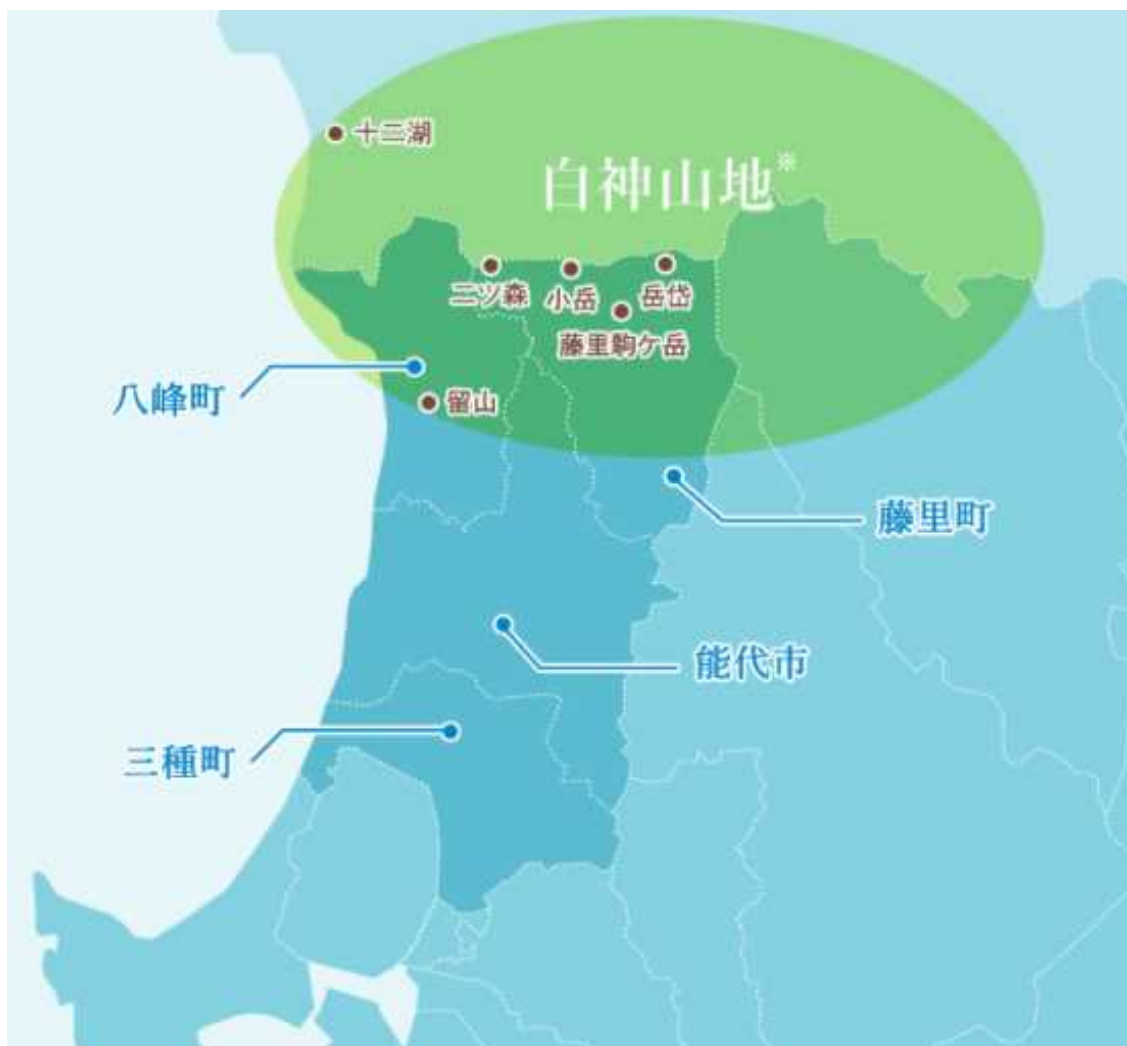 十二湖
白神山地※
二ツ森
小岳
岳岱
藤里駒ケ岳
八峰町
留山
藤里町
能代市
三種町